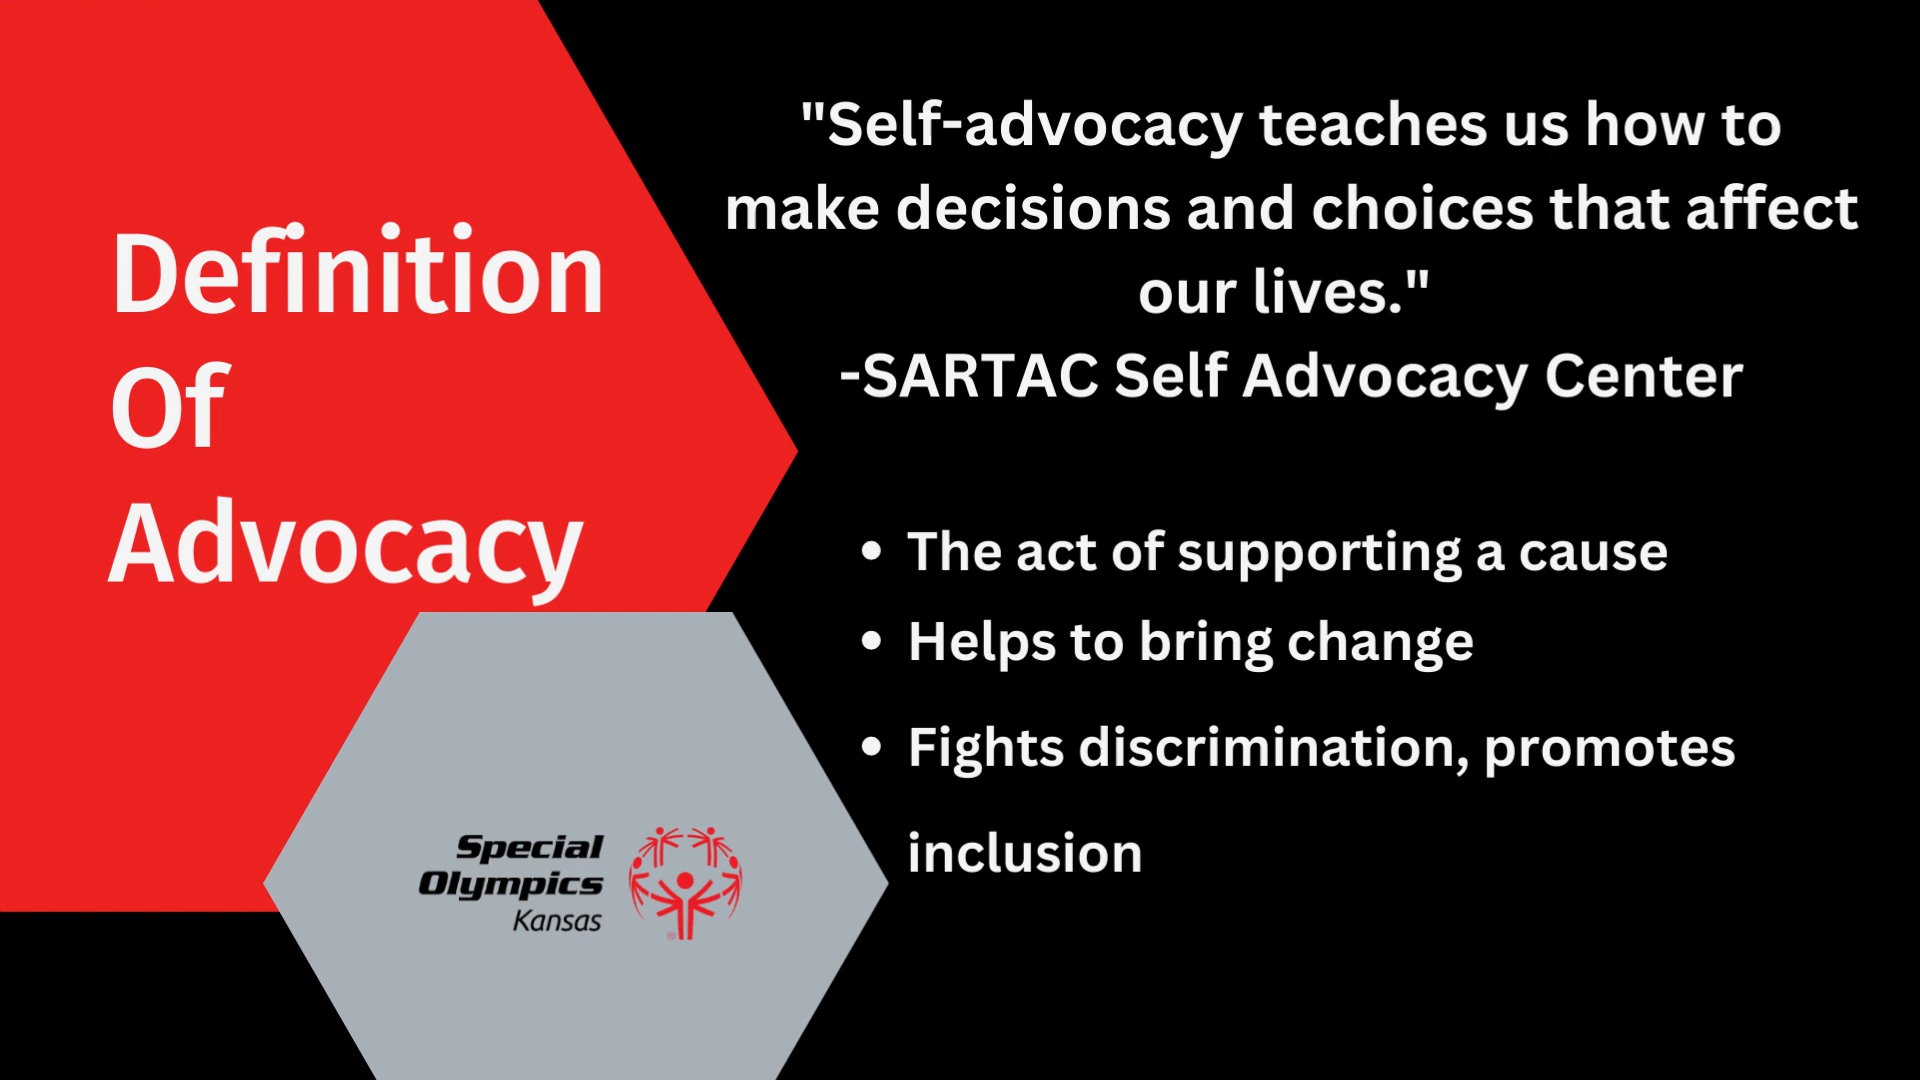 Definition
Of
Advocacy
"Self-advocacy teaches us how to
make decisions and choices that affect
our lives."
-SARTAC Self Advocacy Center
• The act of supporting a cause
• Helps to bring change
• Fights discrimination, promotes
inclusion
Special
Olympics
Kansas
®